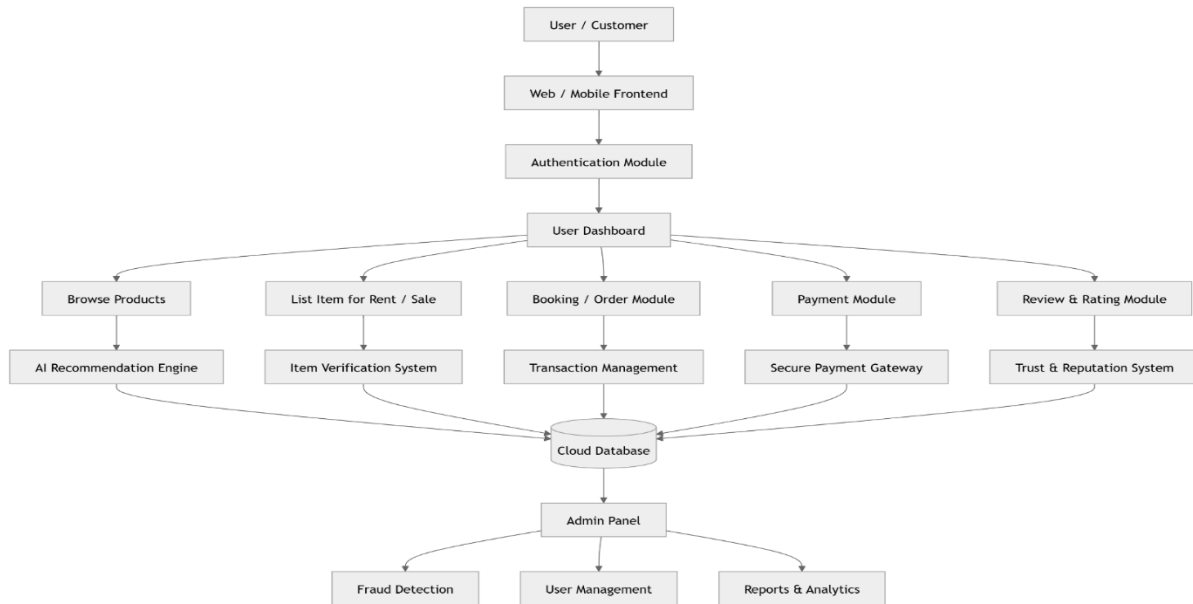 User / Customer
Web / Mobile Frontend
Authentication Module
User Dashboard
Browse Products
List Item for Rent / Sale
Booking / Order Module
Payment Module
Review & Rating Module
AI Recommendation Engine
Item Verification System
Transaction Management
Secure Payment Gateway
Trust & Reputation System
Cloud Database
Admin Panel
Fraud Detection
User Management
Reports & Analytics